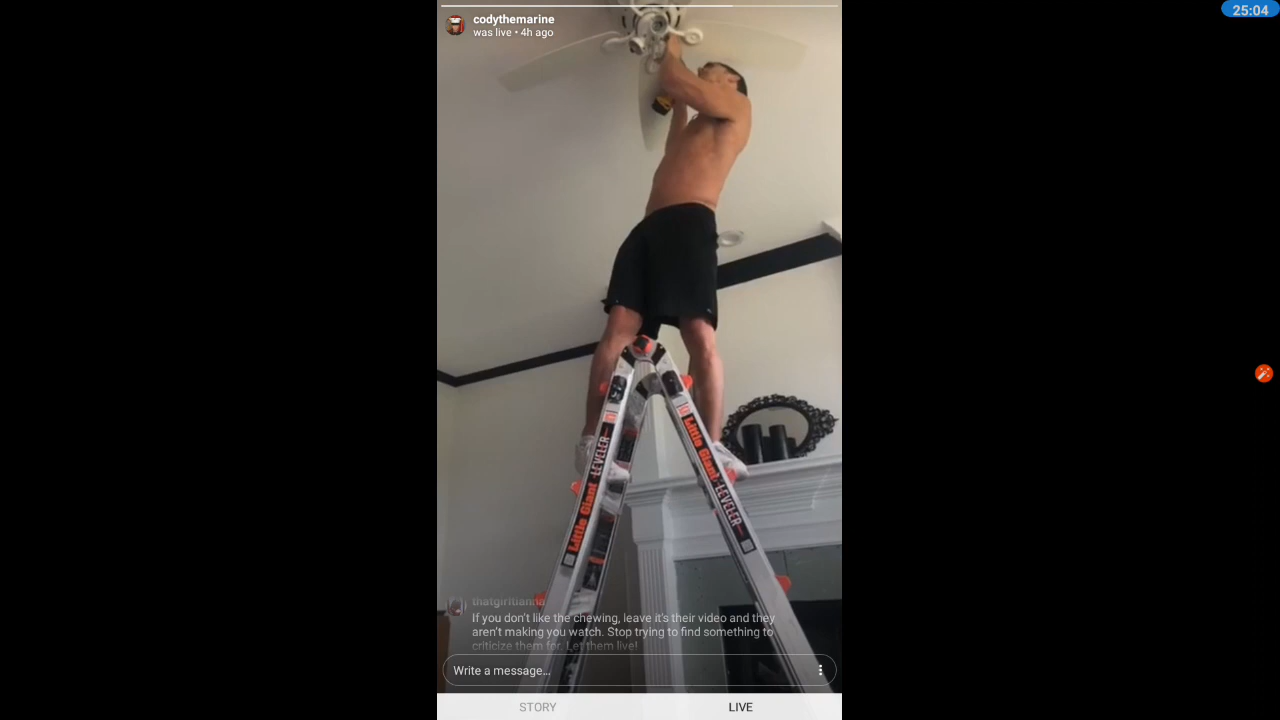 25:04
codythemarine
was live • 4h ago
Little Giant LEVELER
Little Giant LEVELER
thatgirltianna
If you don't like the chewing, leave it's their video and they
aren't making you watch. Stop trying to find something to
criticize them for. Let them live!
Write a message...
STORY
LIVE